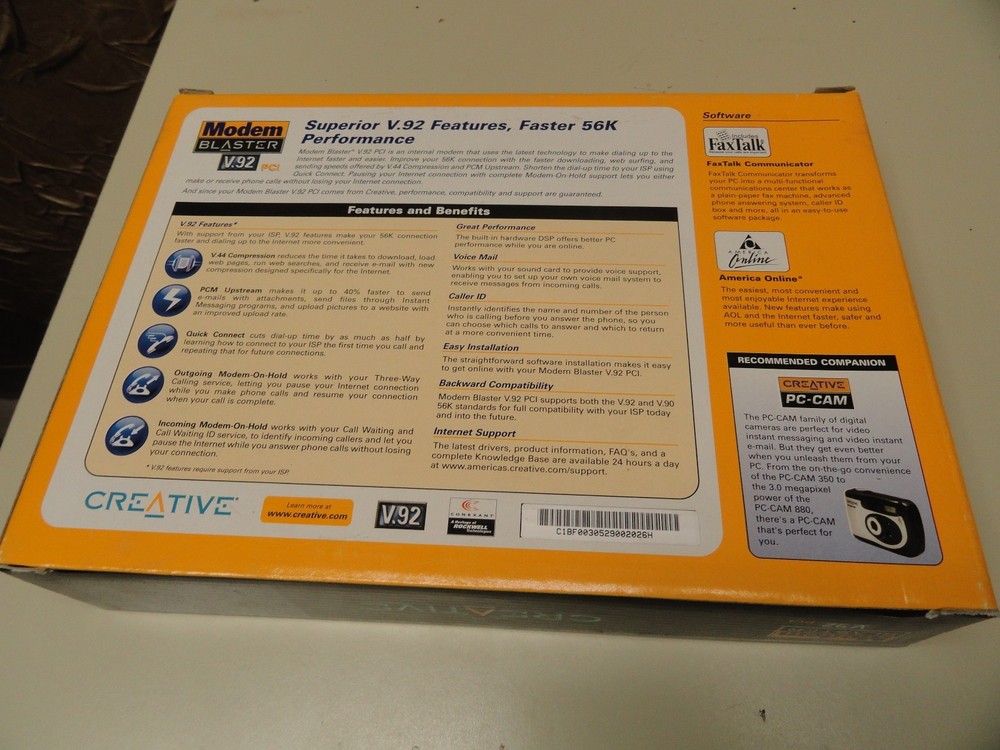 Modem
BLASTER
V.92 PCI
Superior V.92 Features, Faster 56K
Performance
Modem Blaster® V.92 PCI is an internal modem that uses the latest technology to make dialing up to the
Internet faster and easier. Improve your 56K connection with the faster downloading, web surfing, and
sending speeds offered by V.44 Compression and PCM Upstream. Shorten the dial-up time to your ISP using
Quick Connect. Pausing your Internet connection with complete Modem-On-Hold support lets you either
make or receive phone calls without losing your Internet connection.
And since your Modem Blaster V.92 PCI comes from Creative, performance, compatibility and support are guaranteed.
Features and Benefits
V.92 Features*
With support from your ISP, V.92 features make your 56K connection
faster and dialing up to the Internet more convenient.
V.44 Compression reduces the time it takes to download, load
web pages, run web searches, and receive e-mail with new
compression designed specifically for the Internet.
PCM Upstream makes it up to 40% faster to send
e-mails with attachments, send files through Instant
Messaging programs, and upload pictures to a website with
an improved upload rate.
Quick Connect cuts dial-up time by as much as half by
learning how to connect to your ISP the first time you call and
repeating that for future connections.
Outgoing Modem-On-Hold works with your Three-Way
Calling service, letting you pause your Internet connection
while you make phone calls and resume your connection
when your call is complete.
Incoming Modem-On-Hold works with your Call Waiting and
Call Waiting ID service, to identify incoming callers and let you
pause the Internet while you answer phone calls without losing
your connection.
* V.92 features require support from your ISP.
Great Performance
The built-in hardware DSP offers better PC
performance while you are online.
Voice Mail
Works with your sound card to provide voice support,
enabling you to set up your own voice mail system to
receive messages from incoming calls.
Caller ID
Instantly identifies the name and number of the person
who is calling before you answer the phone, so you
can choose which calls to answer and which to return
at a more convenient time.
Easy Installation
The straightforward software installation makes it easy
to get online with your Modem Blaster V.92 PCI.
Backward Compatibility
Modem Blaster V.92 PCI supports both the V.92 and V.90
56K standards for full compatibility with your ISP today
and into the future.
Internet Support
The latest drivers, product information, FAQ's, and a
complete Knowledge Base are available 24 hours a day
at www.americas.creative.com/support.
CREATIVE®
Learn more at
www.creative.com
V.92
CONEXANT
A Heritage of
ROCKWELL
Technologies
C1BF0030529002026H
Software
Includes
FaxTalk
FaxTalk Communicator
FaxTalk Communicator transforms
your PC into a multi-functional
communications center that works as
a plain-paper fax machine, advanced
phone answering system, caller ID
box and more, all in an easy-to-use
software package.
AMERICA
Online
America Online®
The easiest, most convenient and
most enjoyable Internet experience
available. New features make using
AOL and the Internet faster, safer and
more useful than ever before.
RECOMMENDED COMPANION
CREATIVE
PC-CAM
The PC-CAM family of digital
cameras are perfect for video
instant messaging and video instant
e-mail. But they get even better
when you unleash them from your
PC. From the on-the-go convenience
of the PC-CAM 350 to
the 3.0 megapixel
power of the
PC-CAM 880,
there's a PC-CAM
that's perfect for
you.
CREATIVE
V.92